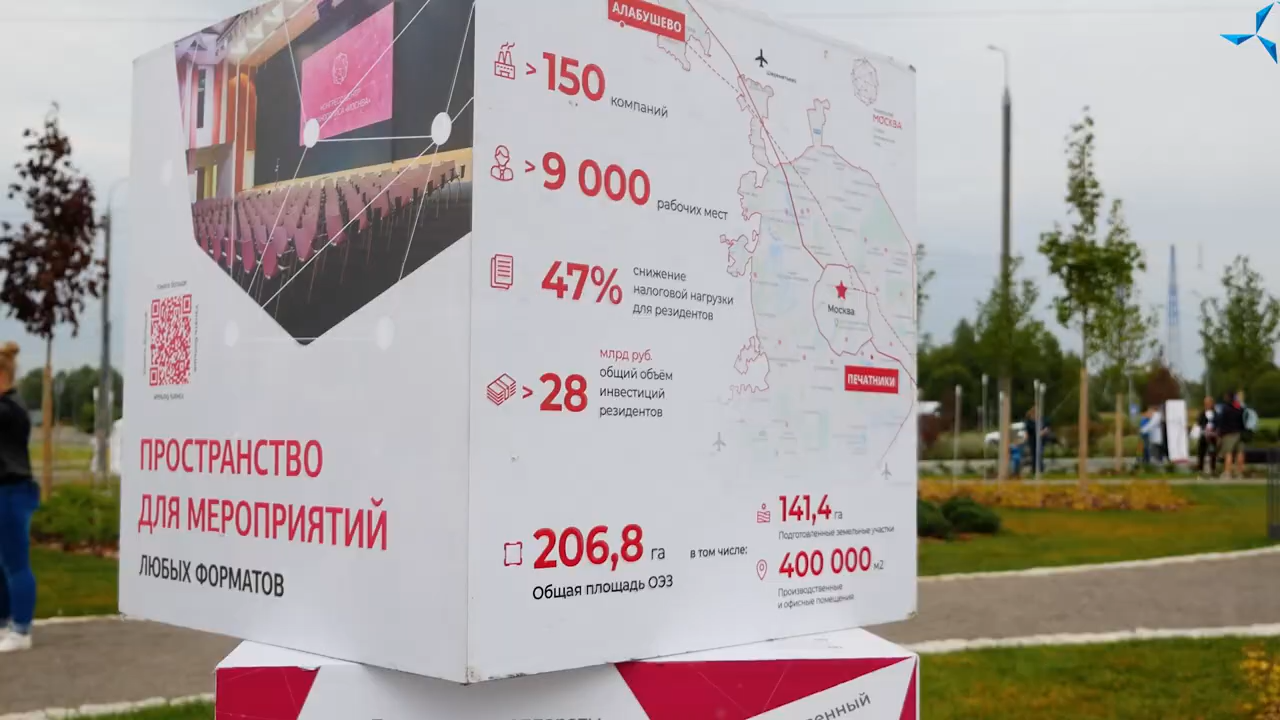 ПРОСТРАНСТВО
ДЛЯ МЕРОПРИЯТИЙ
ЛЮБЫХ ФОРМАТОВ
АЛАБУШЕВО
>150 компаний
>9 000 рабочих мест
47% снижение
налоговой нагрузки
для резидентов
млрд руб.
>28 общий объём
инвестиций
резидентов
206,8 га
Общая площадь ОЭЗ
в том числе:
141,4 га
Подготовленные земельные участки
400 000 м2
Производственные
и офисные помещения
МОСКВА
Москва
ПЕЧАТНИКИ